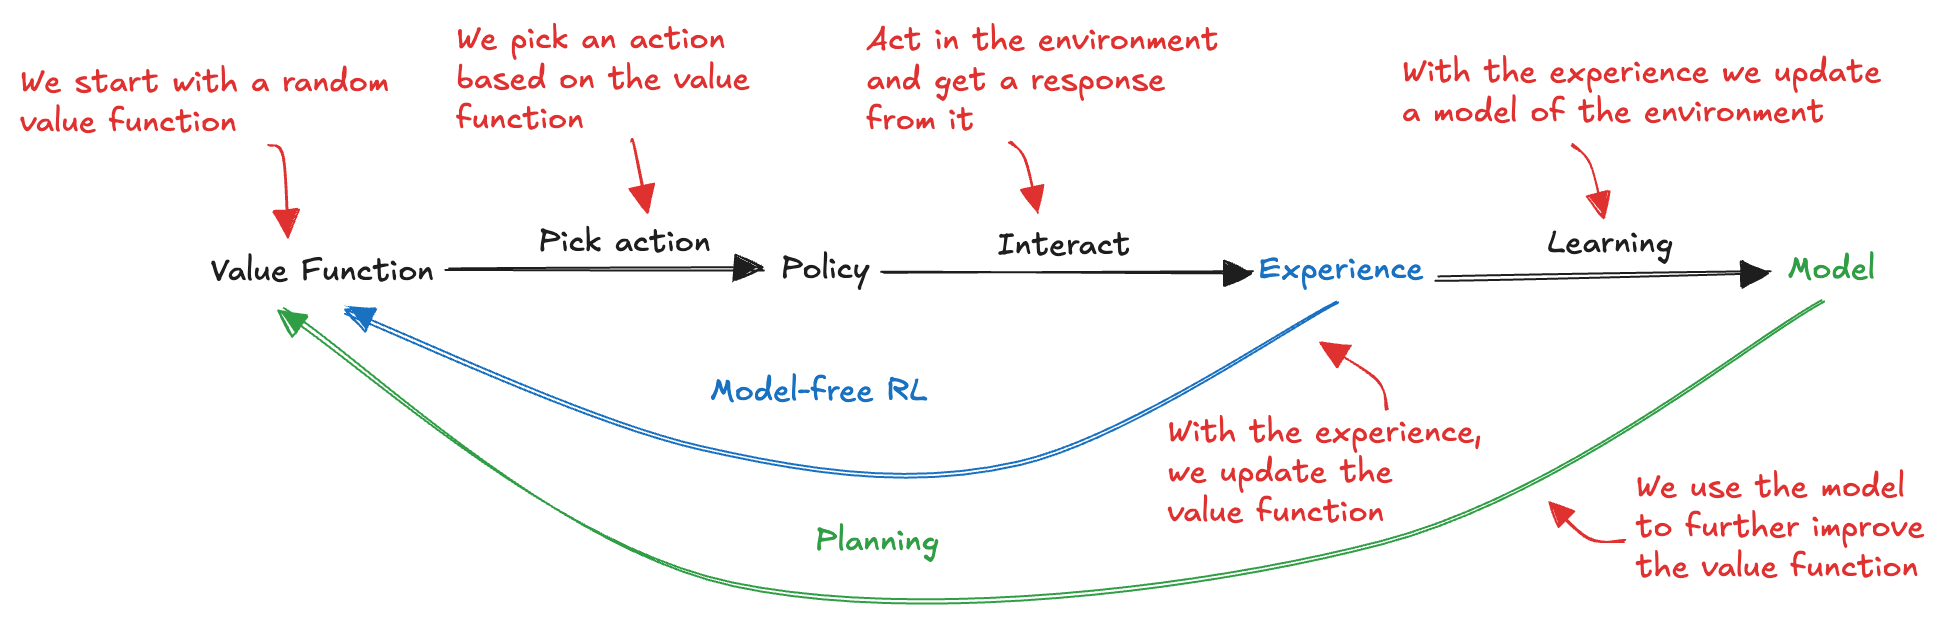 We start with a random
value function
We pick an action
based on the value
function
Act in the environment
and get a response
from it
With the experience we update
a model of the environment
Value Function
Pick action
Policy
Interact
Experience
Learning
Model
Model-free RL
With the experience,
we update the
value function
Planning
We use the model
to further improve
the value function